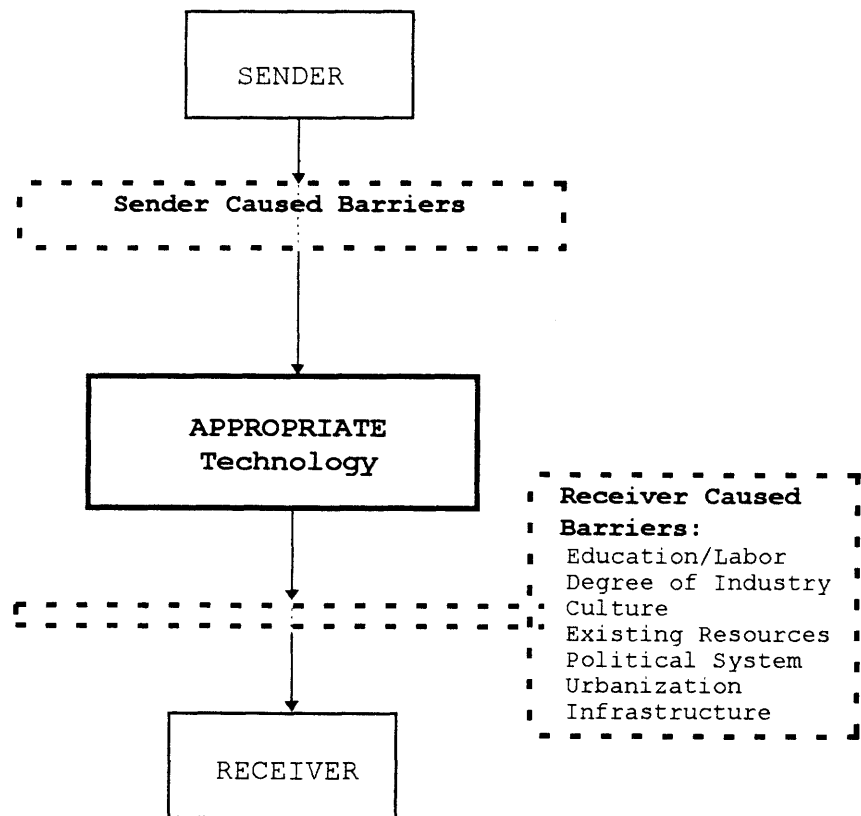 SENDER
Sender Caused Barriers
APPROPRIATE
Technology
Receiver Caused
Barriers:
Education/Labor
Degree of Industry
Culture
Existing Resources
Political System
Urbanization
Infrastructure
RECEIVER